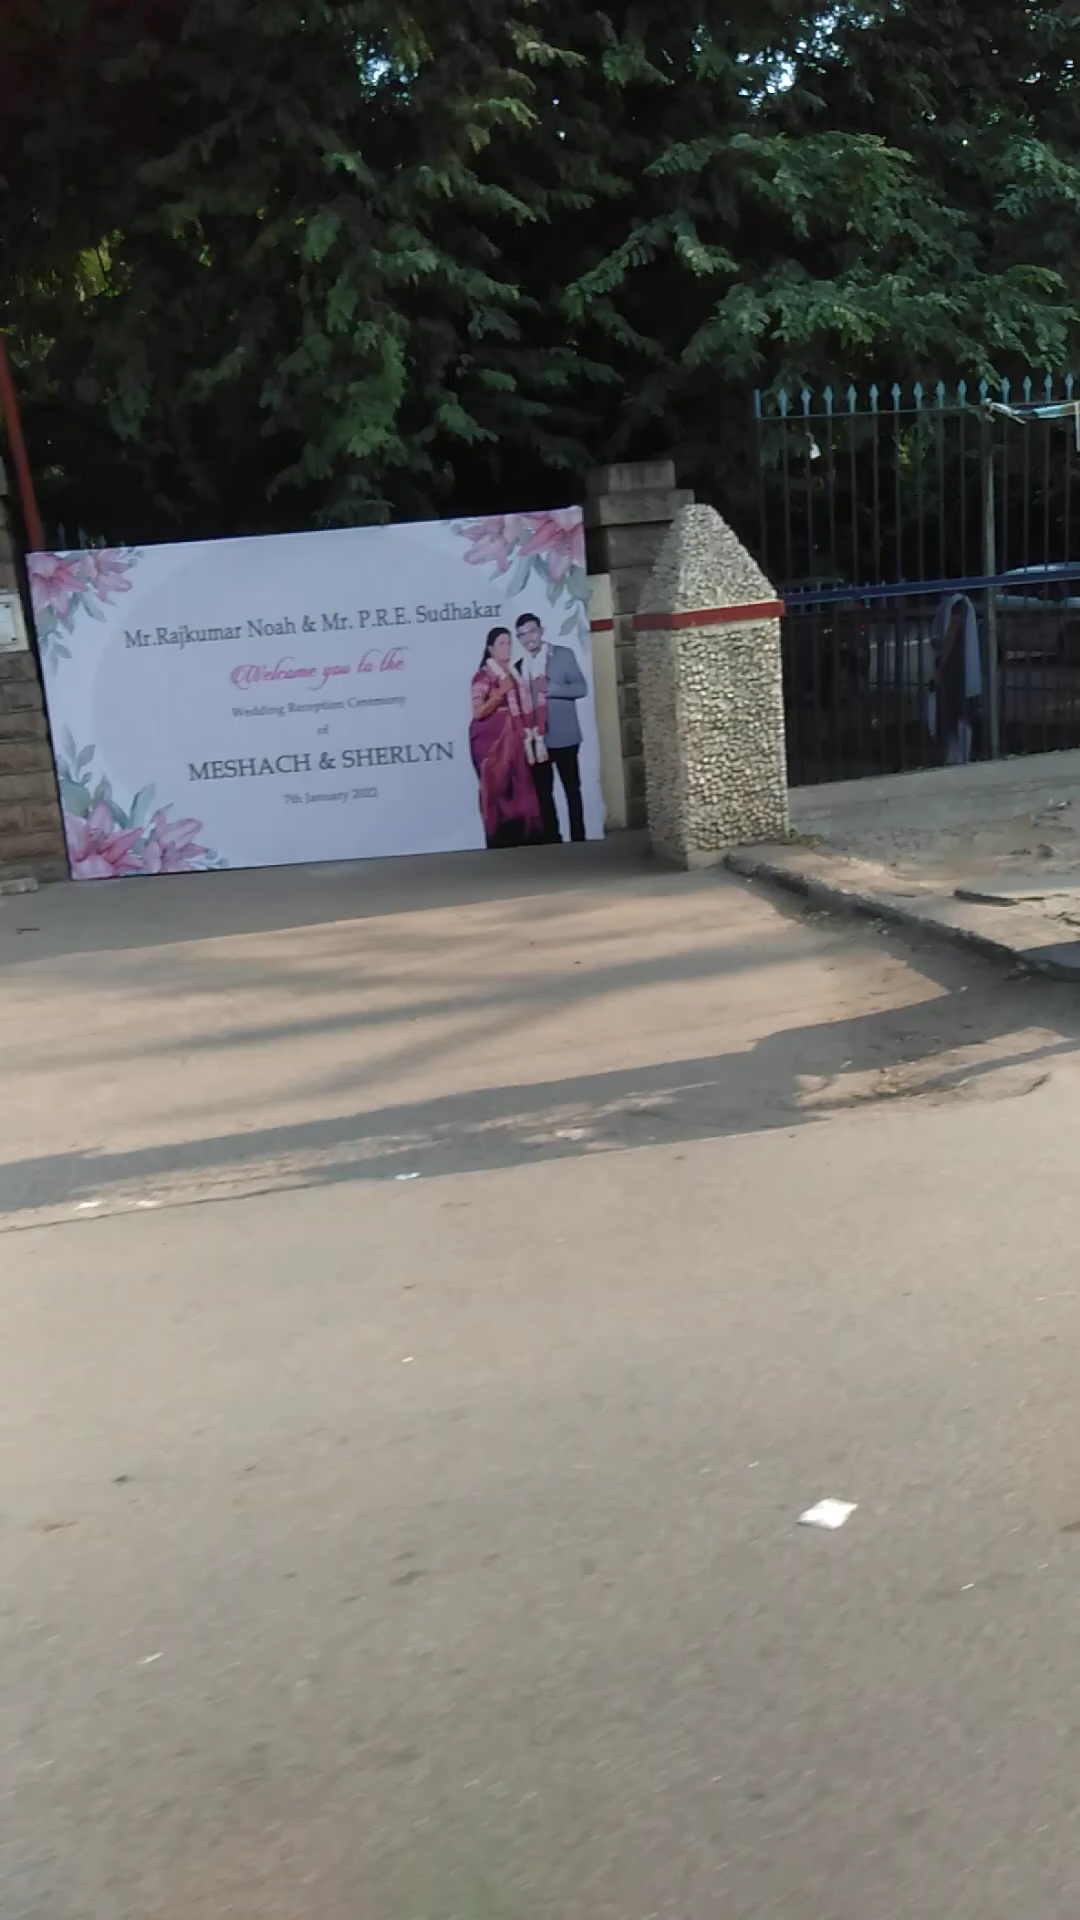 Mr.Rajkumar Noah & Mr. P.R.E. Sudhakar
Welcome you to the
Wedding Reception Ceremony
of
MESHACH & SHERLYN
7th January 2022